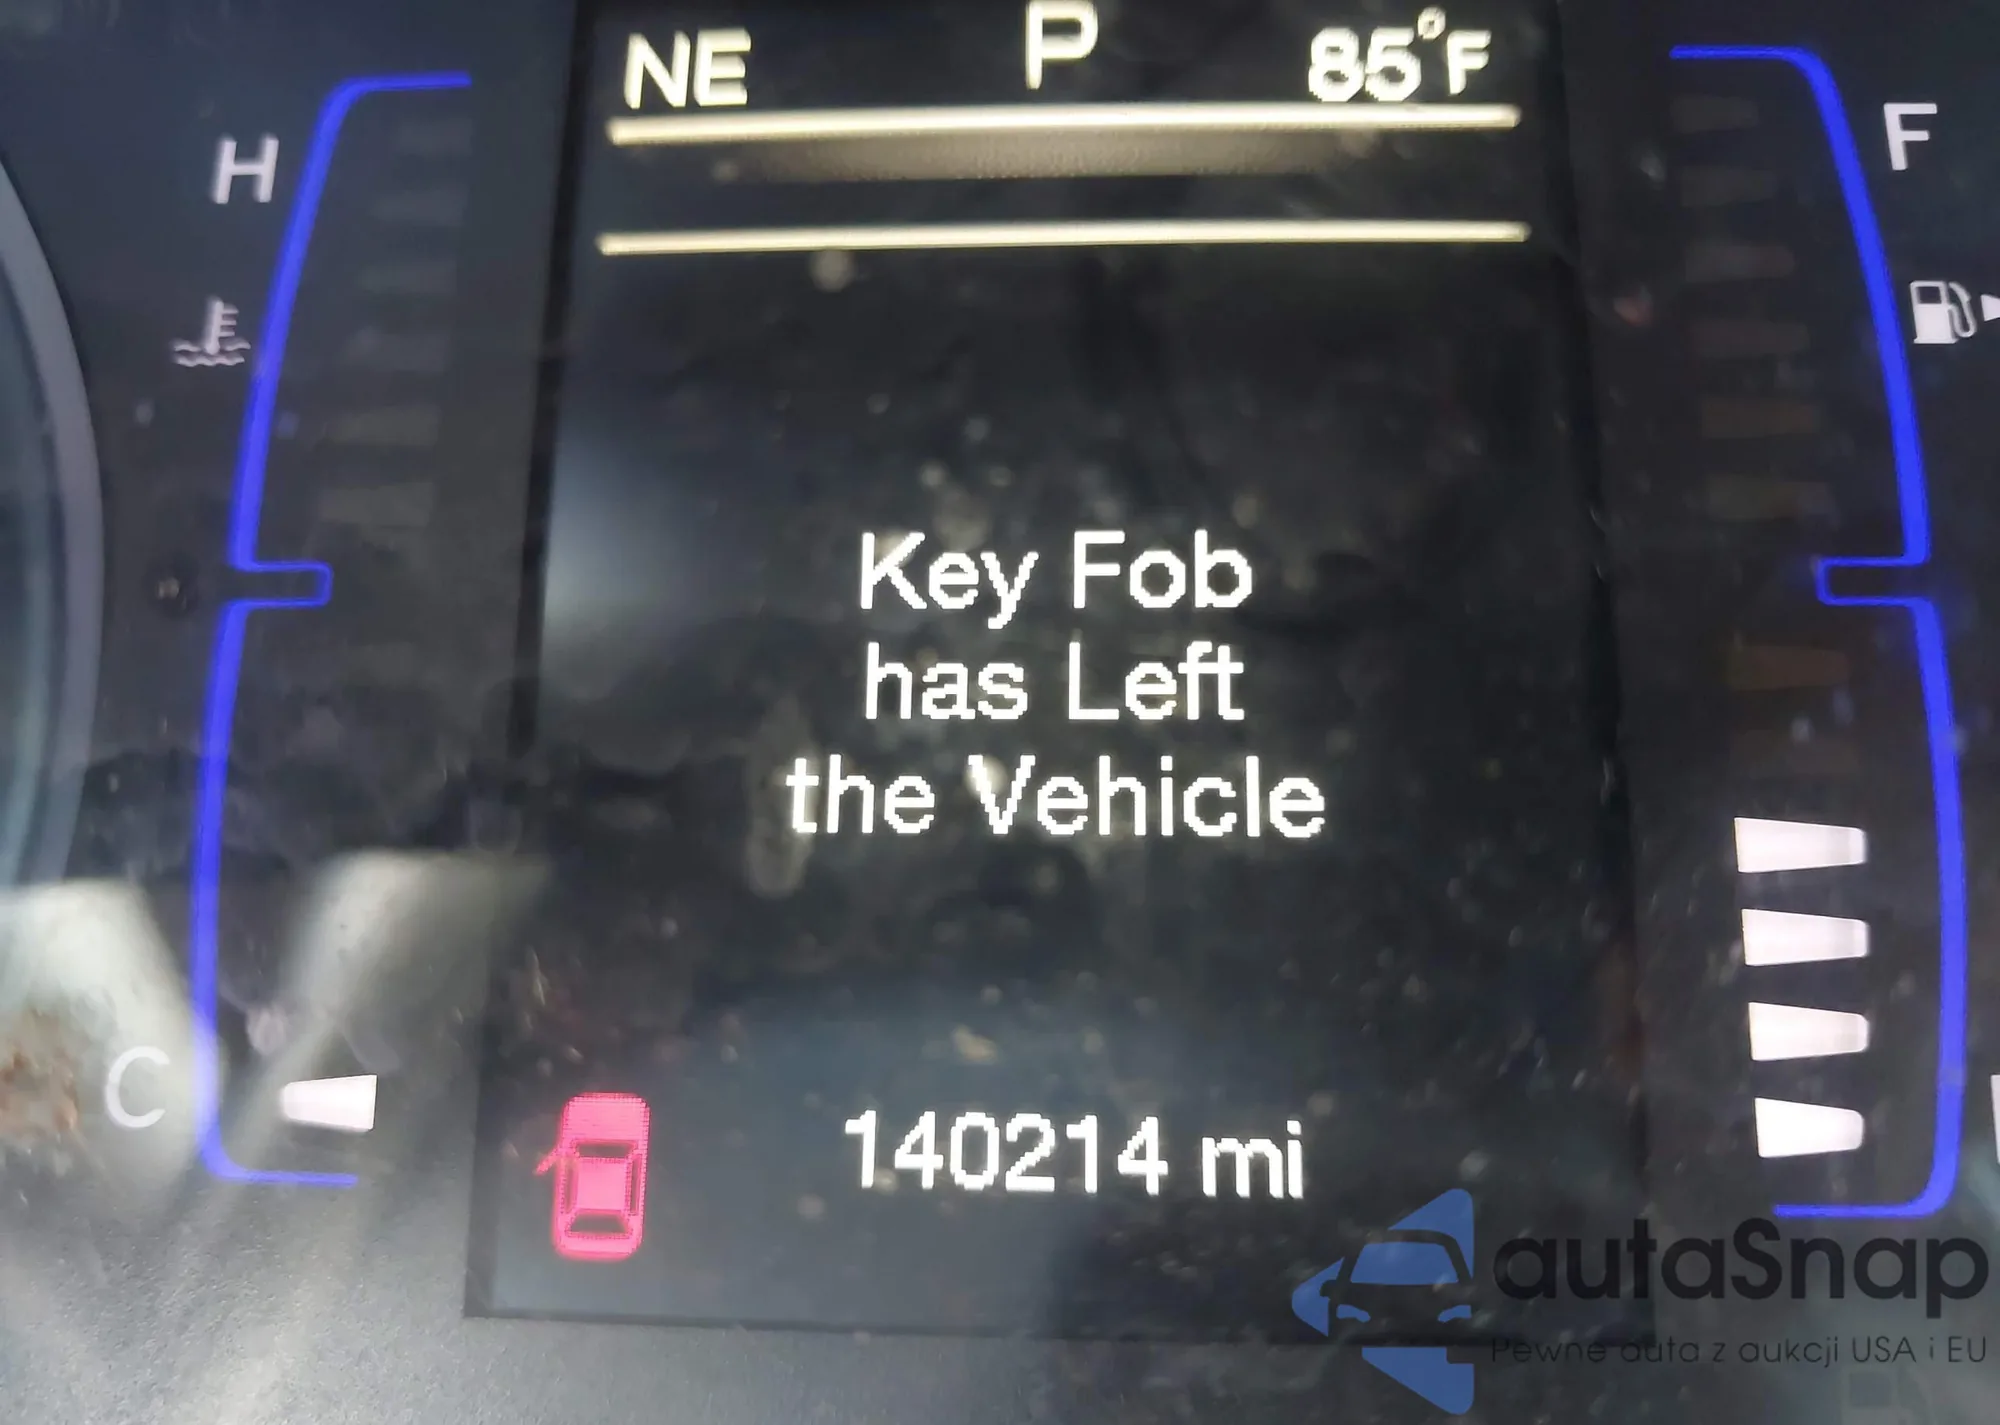 NE P 85°F
H F
Key Fob
has Left
the Vehicle
C
140214 mi
autaSnap
Pewne auta z aukcji USA i EU